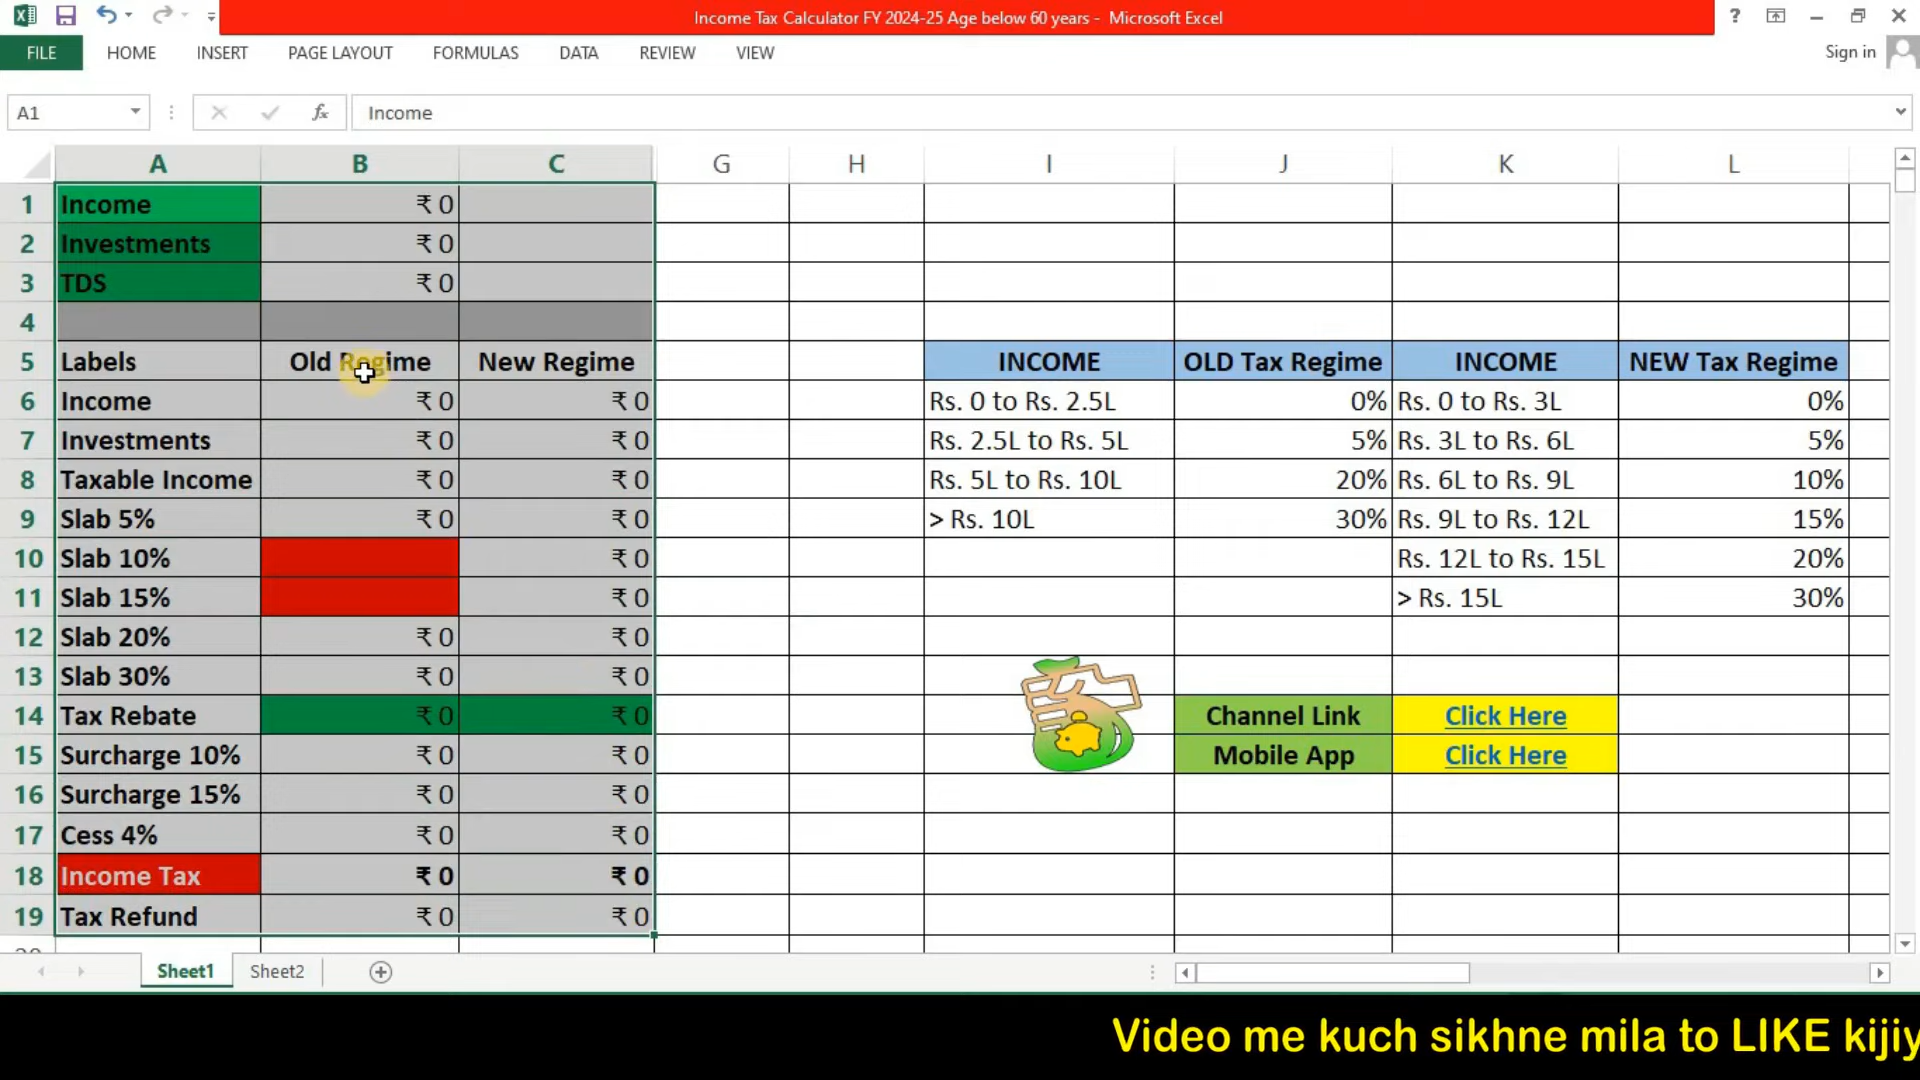 Income Tax Calculator FY 2024-25 Age below 60 years - Microsoft Excel
?
FILE HOME INSERT PAGE LAYOUT FORMULAS DATA REVIEW VIEW Sign in
A1 fx Income
A B C G H I J K L
1 Income ₹ 0
2 Investments ₹ 0
3 TDS ₹ 0
4
5 Labels Old Regime New Regime INCOME OLD Tax Regime INCOME NEW Tax Regime
6 Income ₹ 0 ₹ 0 Rs. 0 to Rs. 2.5L 0% Rs. 0 to Rs. 3L 0%
7 Investments ₹ 0 ₹ 0 Rs. 2.5L to Rs. 5L 5% Rs. 3L to Rs. 6L 5%
8 Taxable Income ₹ 0 ₹ 0 Rs. 5L to Rs. 10L 20% Rs. 6L to Rs. 9L 10%
9 Slab 5% ₹ 0 ₹ 0 > Rs. 10L 30% Rs. 9L to Rs. 12L 15%
10 Slab 10% ₹ 0 Rs. 12L to Rs. 15L 20%
11 Slab 15% ₹ 0 > Rs. 15L 30%
12 Slab 20% ₹ 0 ₹ 0
13 Slab 30% ₹ 0 ₹ 0
14 Tax Rebate ₹ 0 ₹ 0 Channel Link Click Here
15 Surcharge 10% ₹ 0 ₹ 0 Mobile App Click Here
16 Surcharge 15% ₹ 0 ₹ 0
17 Cess 4% ₹ 0 ₹ 0
18 Income Tax ₹ 0 ₹ 0
19 Tax Refund ₹ 0 ₹ 0
Sheet1 Sheet2
Video me kuch sikhne mila to LIKE kijiy